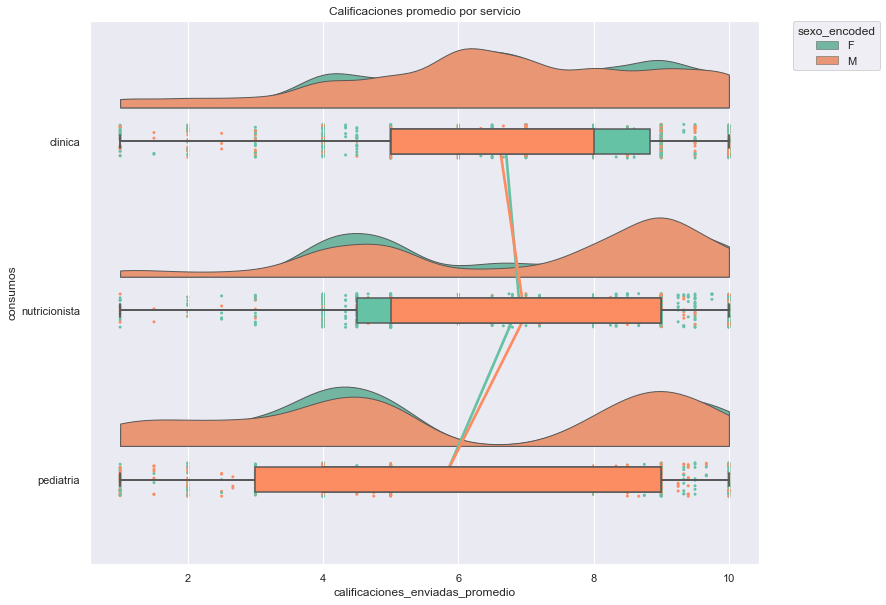 Calificaciones promedio por servicio
sexo_encoded
F
M
clinica
nutricionista
pediatria
consumos
2 4 6 8 10
calificaciones_enviadas_promedio